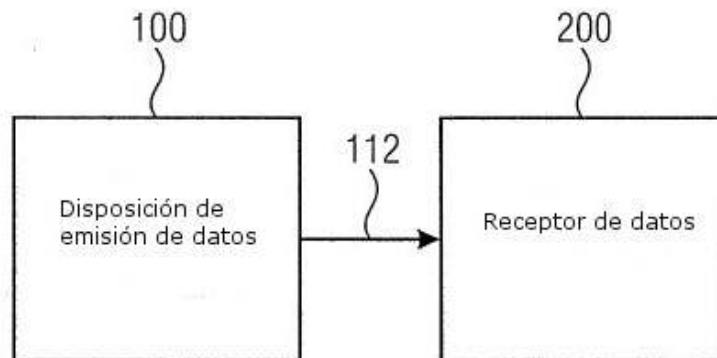 100
200
112
Disposición de
emisión de datos
Receptor de datos